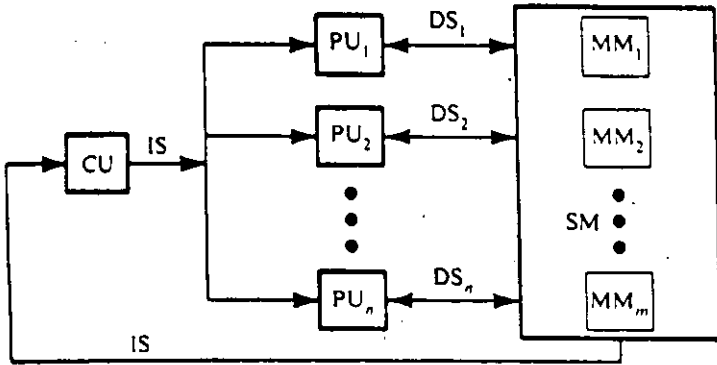 PU₁
DS₁
MM₁
CU
IS
PU₂
DS₂
MM₂
SM
PUₙ
DSₙ
MMₘ
IS